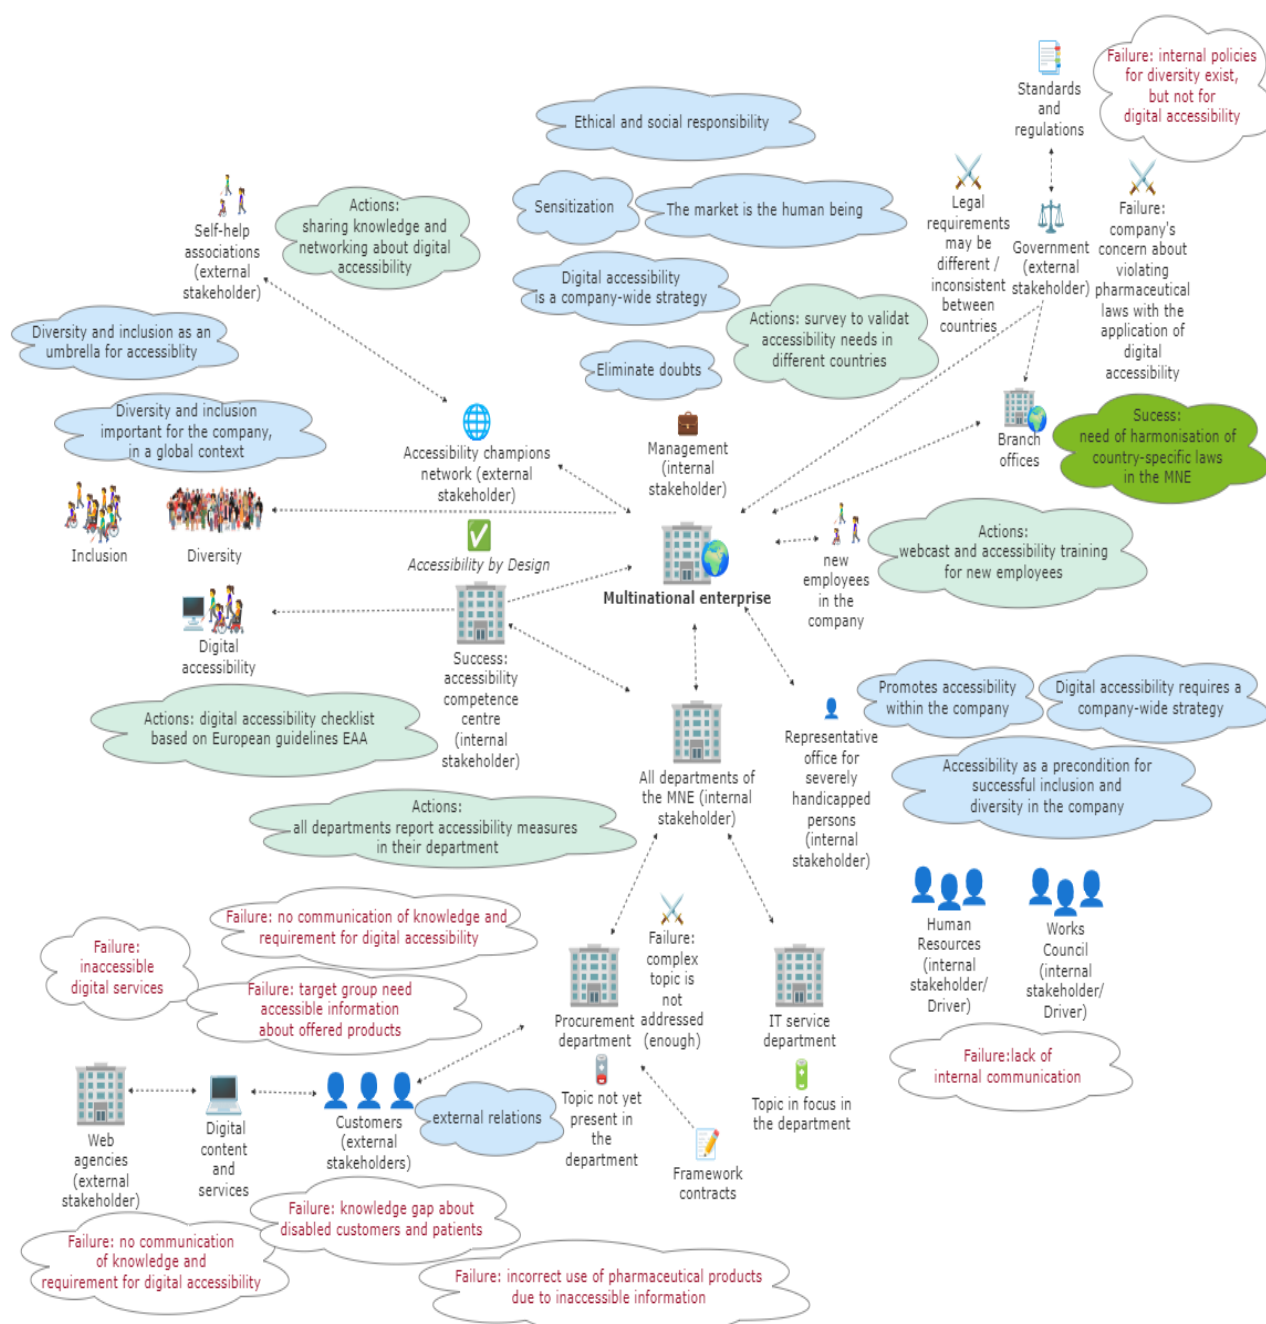 Failure: internal policies
for diversity exist,
but not for
digital accessibility
Standards
and
regulations
Ethical and social responsibility
Sensitization
The market is the human being
Legal
requirements
may be
different /
inconsistent
between
countries
Government
(external
stakeholder)
Failure:
company's
concern about
violating
pharmaceutical
laws with the
application of
digital
accessibility
Actions:
sharing knowledge and
networking about digital
accessibility
Self-help
associations
(external
stakeholder)
Digital accessibility
is a company-wide strategy
Actions: survey to validat
accessibility needs in
different countries
Diversity and inclusion as an
umbrella for accessiblity
Eliminate doubts
Diversity and inclusion
important for the company,
in a global context
Accessibility champions
network (external
stakeholder)
Management
(internal
stakeholder)
Branch
offices
Sucess:
need of harmonisation of
country-specific laws
in the MNE
Inclusion
Diversity
Accessibility by Design
Multinational enterprise
new
employees
in the
company
Actions:
webcast and accessibility training
for new employees
Digital
accessibility
Success:
accessibility
competence
centre
(internal
stakeholder)
Actions: digital accessibility checklist
based on European guidelines EAA
Promotes accessibility
within the company
Digital accessibility requires a
company-wide strategy
Representative
office for
severely
handicapped
persons
(internal
stakeholder)
Accessibility as a precondition for
successful inclusion and
diversity in the company
All departments of
the MNE (internal
stakeholder)
Actions:
all departments report accessibility measures
in their department
Failure: no communication of knowledge and
requirement for digital accessibility
Failure:
inaccessible
digital services
Failure: target group need
accessible information
about offered products
Failure:
complex
topic is
not
addressed
(enough)
Human
Resources
(internal
stakeholder/
Driver)
Works
Council
(internal
stakeholder/
Driver)
Procurement
department
IT service
department
Failure:lack of
internal communication
Topic not yet
present in
the
department
Topic in focus in
the department
external relations
Web
agencies
(external
stakeholder)
Digital
content
and
services
Customers
(external
stakeholders)
Framework
contracts
Failure: knowledge gap about
disabled customers and patients
Failure: no communication
of knowledge and
requirement for digital accessibility
Failure: incorrect use of pharmaceutical products
due to inaccessible information